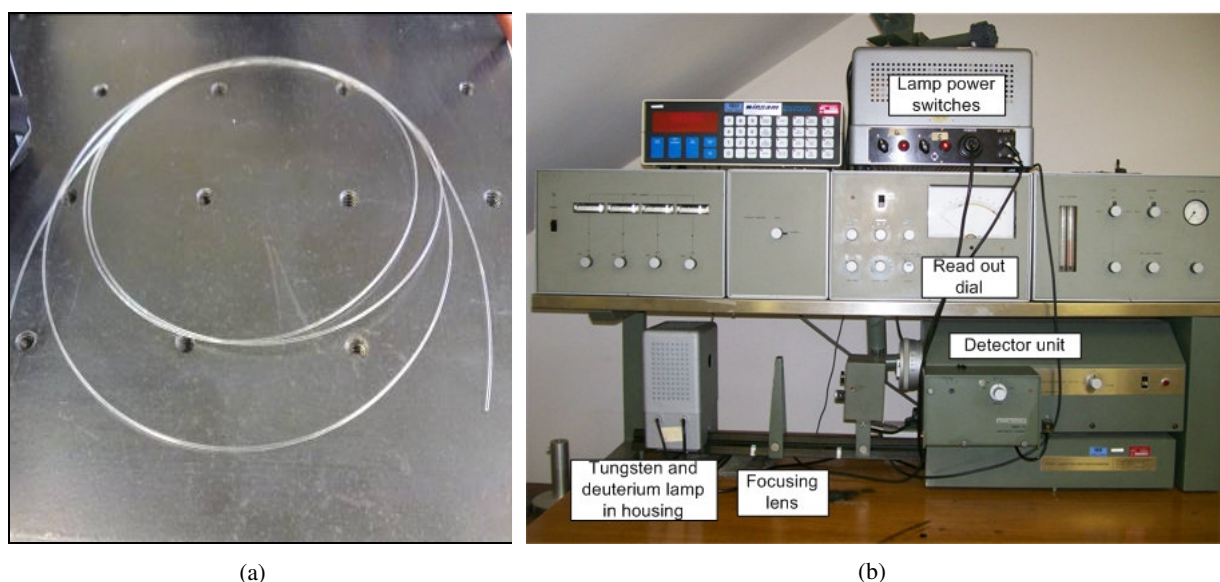 Lamp power
switches
Read out
dial
Detector unit
Tungsten and
deuterium lamp
in housing
Focusing
lens
(a)
(b)